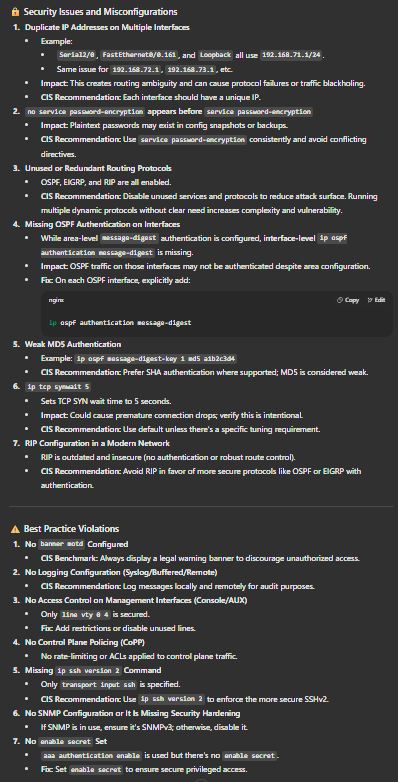 Security Issues and Misconfigurations
1. Duplicate IP Addresses on Multiple Interfaces
Example:
Serial2/0, FastEthernet0/0.161, and Loopback all use 192.168.71.1/24.
Same issue for 192.168.72.1, 192.168.73.1, etc.
Impact: This creates routing ambiguity and can cause protocol failures or traffic blackholing.
CIS Recommendation: Each interface should have a unique IP.
2. no service password-encryption appears before service password-encryption
Impact: Plaintext passwords may exist in config snapshots or backups.
CIS Recommendation: Use service password-encryption consistently and avoid conflicting
directives.
3. Unused or Redundant Routing Protocols
OSPF, EIGRP, and RIP are all enabled.
CIS Recommendation: Disable unused services and protocols to reduce attack surface. Running
multiple dynamic protocols without clear need increases complexity and vulnerability.
4. Missing OSPF Authentication on Interfaces
While area-level message-digest authentication is configured, interface-level ip ospf
authentication message-digest is missing.
Impact: OSPF traffic on those interfaces may not be authenticated despite area configuration.
Fix: On each OSPF interface, explicitly add:
nginx Copy Edit
ip ospf authentication message-digest
5. Weak MD5 Authentication
Example: ip ospf message-digest-key 1 md5 a1b2c3d4
CIS Recommendation: Prefer SHA authentication where supported; MD5 is considered weak.
6. ip tcp synwait 5
Sets TCP SYN wait time to 5 seconds.
Impact: Could cause premature connection drops; verify this is intentional.
CIS Recommendation: Use default unless there's a specific tuning requirement.
7. RIP Configuration in a Modern Network
RIP is outdated and insecure (no authentication or robust route control).
CIS Recommendation: Avoid RIP in favor of more secure protocols like OSPF or EIGRP with
authentication.
Best Practice Violations
1. No banner motd Configured
CIS Benchmark: Always display a legal warning banner to discourage unauthorized access.
2. No Logging Configuration (Syslog/Buffered/Remote)
CIS Recommendation: Log messages locally and remotely for audit purposes.
3. No Access Control on Management Interfaces (Console/AUX)
Only line vty 0 4 is secured.
Fix: Add restrictions or disable unused lines.
4. No Control Plane Policing (CoPP)
No rate-limiting or ACLs applied to control plane traffic.
5. Missing ip ssh version 2 Command
Only transport input ssh is specified.
CIS Recommendation: Use ip ssh version 2 to enforce the more secure SSHv2.
6. No SNMP Configuration or It Is Missing Security Hardening
If SNMP is in use, ensure it's SNMPv3; otherwise, disable it.
7. No enable secret Set
aaa authentication enable is used but there's no enable secret.
Fix: Set enable secret to ensure secure privileged access.